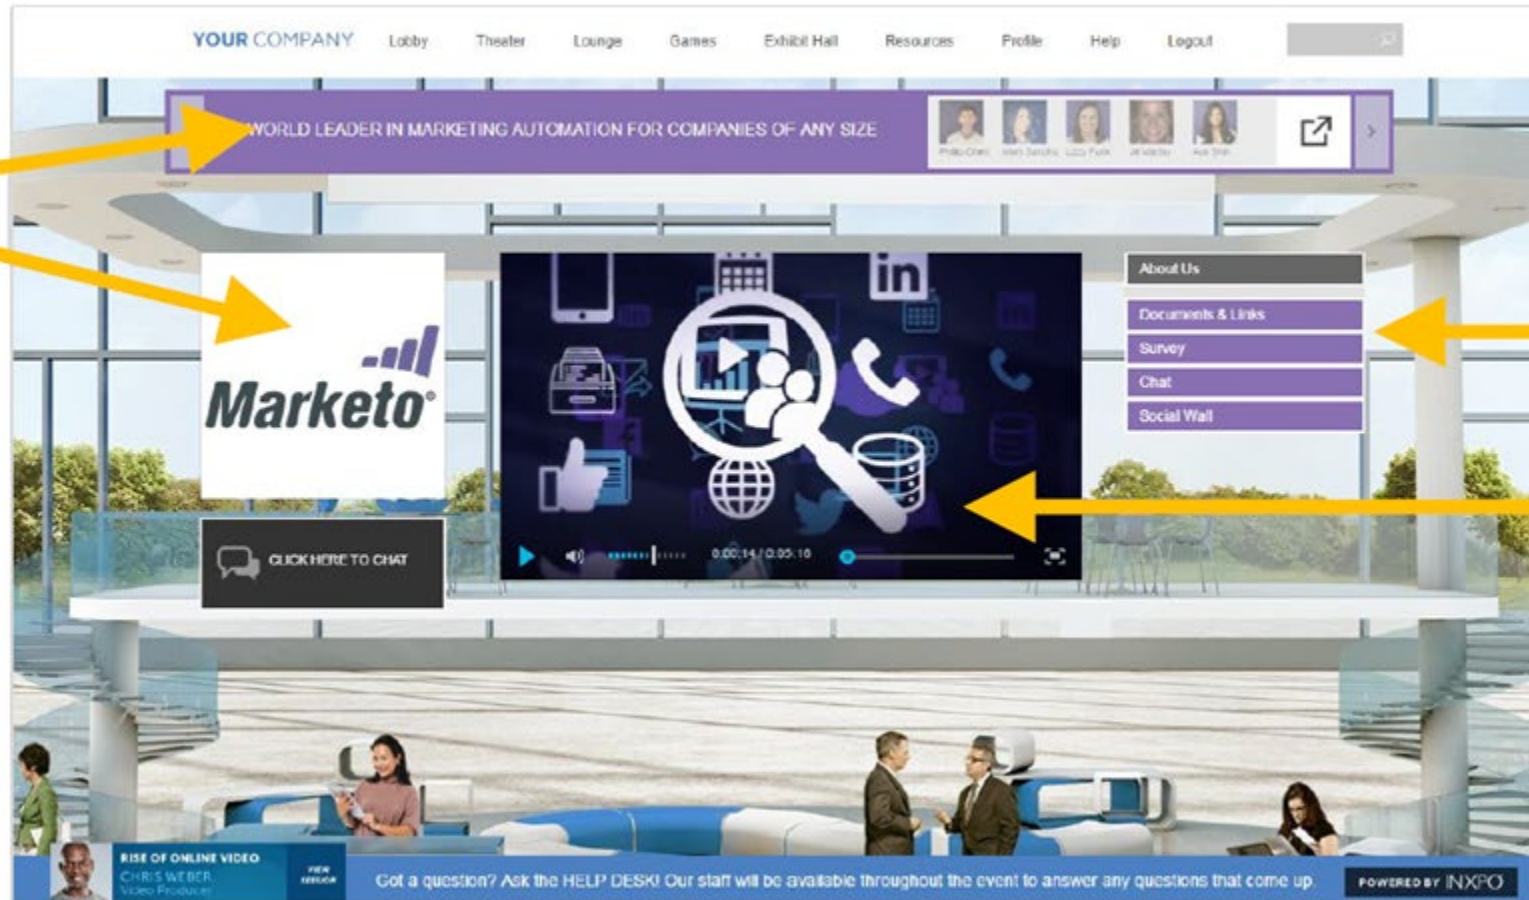 YOUR COMPANY
Lobby
Theater
Lounge
Games
Exhibit Hall
Resources
Profile
Help
Logout
WORLD LEADER IN MARKETING AUTOMATION FOR COMPANIES OF ANY SIZE
Marketo®
in
0:00:14 / 0:05:16
About Us
Documents & Links
Survey
Chat
Social Wall
CLICK HERE TO CHAT
RISE OF ONLINE VIDEO
CHRIS WEBER
Video Producer
VIEW
SESSION
Got a question? Ask the HELP DESK! Our staff will be available throughout the event to answer any questions that come up.
POWERED BY INXPO